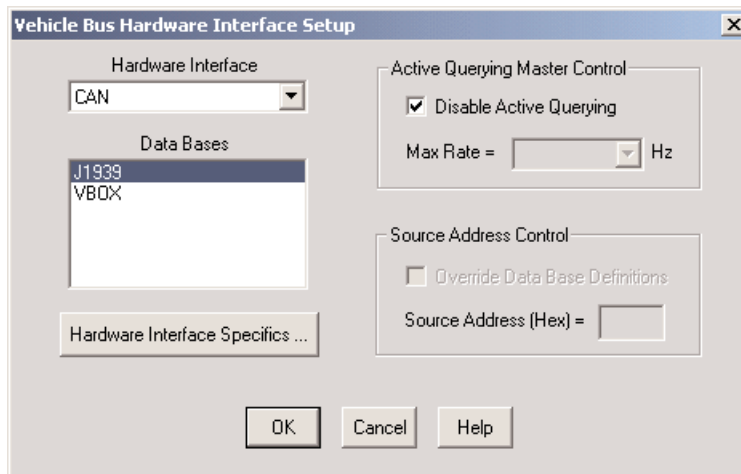 Vehicle Bus Hardware Interface Setup
Hardware Interface
CAN
Data Bases
J1939
VBOX
Hardware Interface Specifics ...
Active Querying Master Control
Disable Active Querying
Max Rate = Hz
Source Address Control
Override Data Base Definitions
Source Address (Hex) =
OK Cancel Help